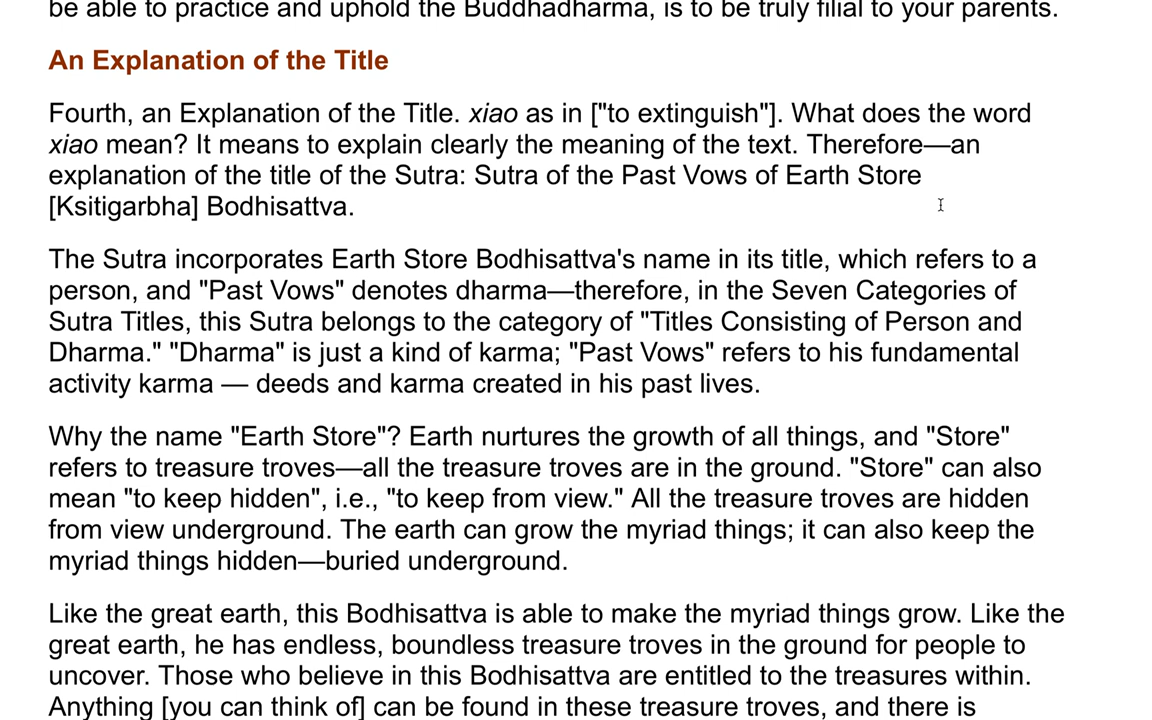 be able to practice and uphold the Buddhadharma, is to be truly filial to your parents.
An Explanation of the Title
Fourth, an Explanation of the Title. xiao as in ["to extinguish"]. What does the word
xiao mean? It means to explain clearly the meaning of the text. Therefore—an
explanation of the title of the Sutra: Sutra of the Past Vows of Earth Store
[Ksitigarbha] Bodhisattva.
The Sutra incorporates Earth Store Bodhisattva's name in its title, which refers to a
person, and "Past Vows" denotes dharma—therefore, in the Seven Categories of
Sutra Titles, this Sutra belongs to the category of "Titles Consisting of Person and
Dharma." "Dharma" is just a kind of karma; "Past Vows" refers to his fundamental
activity karma — deeds and karma created in his past lives.
Why the name "Earth Store"? Earth nurtures the growth of all things, and "Store"
refers to treasure troves—all the treasure troves are in the ground. "Store" can also
mean "to keep hidden", i.e., "to keep from view." All the treasure troves are hidden
from view underground. The earth can grow the myriad things; it can also keep the
myriad things hidden—buried underground.
Like the great earth, this Bodhisattva is able to make the myriad things grow. Like the
great earth, he has endless, boundless treasure troves in the ground for people to
uncover. Those who believe in this Bodhisattva are entitled to the treasures within.
Anything [you can think of] can be found in these treasure troves, and there is